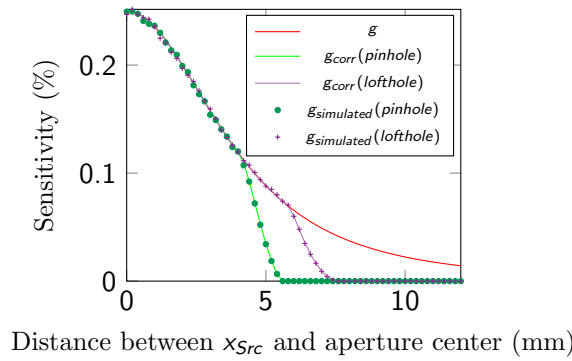 g
g_corr(pinhole)
g_corr(lofthole)
g_simulated(pinhole)
g_simulated(lofthole)
Sensitivity (%)
0.2
0.1
0
0
5
10
Distance between x_Src and aperture center (mm)